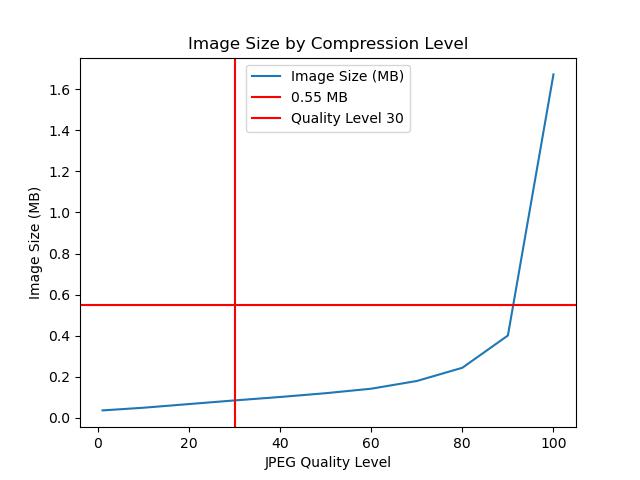 Image Size by Compression Level
Image Size (MB)
0.55 MB
Quality Level 30
Image Size (MB)
1.6
1.4
1.2
1.0
0.8
0.6
0.4
0.2
0.0
0 20 40 60 80 100
JPEG Quality Level